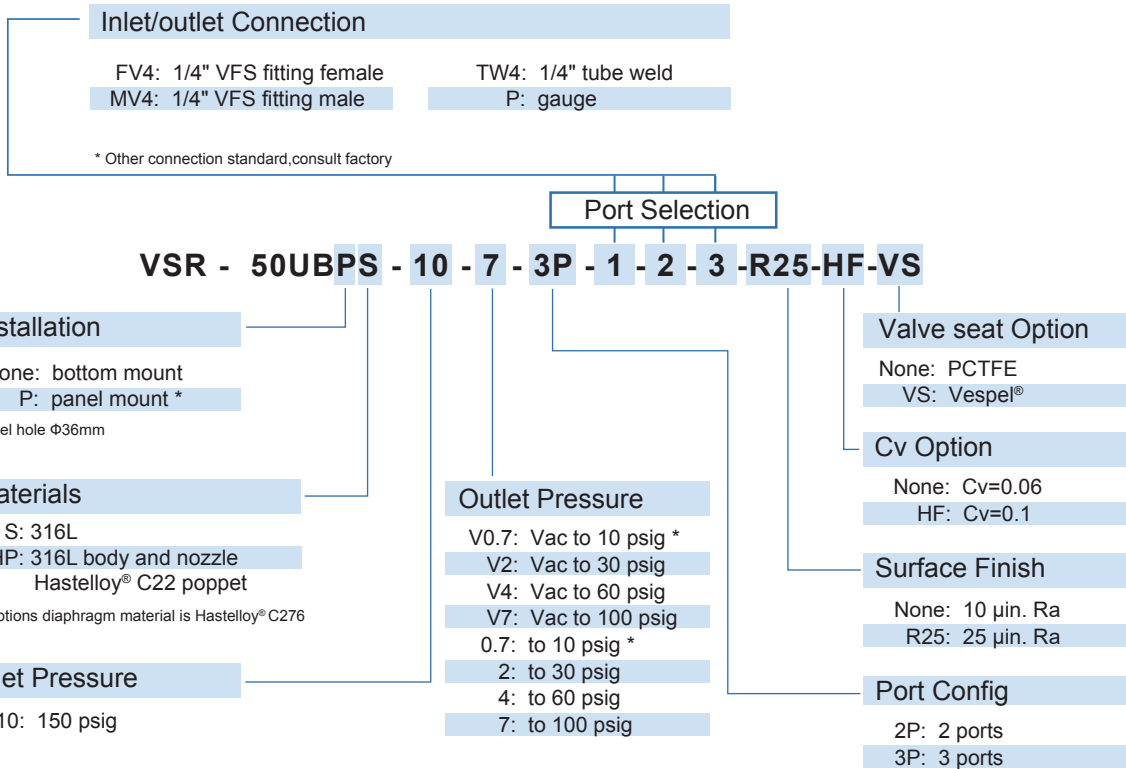 Inlet/outlet Connection
FV4: 1/4" VFS fitting female
MV4: 1/4" VFS fitting male
TW4: 1/4" tube weld
P: gauge
* Other connection standard,consult factory
Port Selection
VSR - 50UBPS - 10 - 7 - 3P - 1 - 2 - 3 -R25-HF-VS
stallation
one: bottom mount
P: panel mount *
el hole Φ36mm
aterials
S: 316L
HP: 316L body and nozzle
Hastelloy® C22 poppet
otions diaphragm material is Hastelloy® C276
et Pressure
10: 150 psig
Outlet Pressure
V0.7: Vac to 10 psig *
V2: Vac to 30 psig
V4: Vac to 60 psig
V7: Vac to 100 psig
0.7: to 10 psig *
2: to 30 psig
4: to 60 psig
7: to 100 psig
Valve seat Option
None: PCTFE
VS: Vespel®
Cv Option
None: Cv=0.06
HF: Cv=0.1
Surface Finish
None: 10 µin. Ra
R25: 25 µin. Ra
Port Config
2P: 2 ports
3P: 3 ports